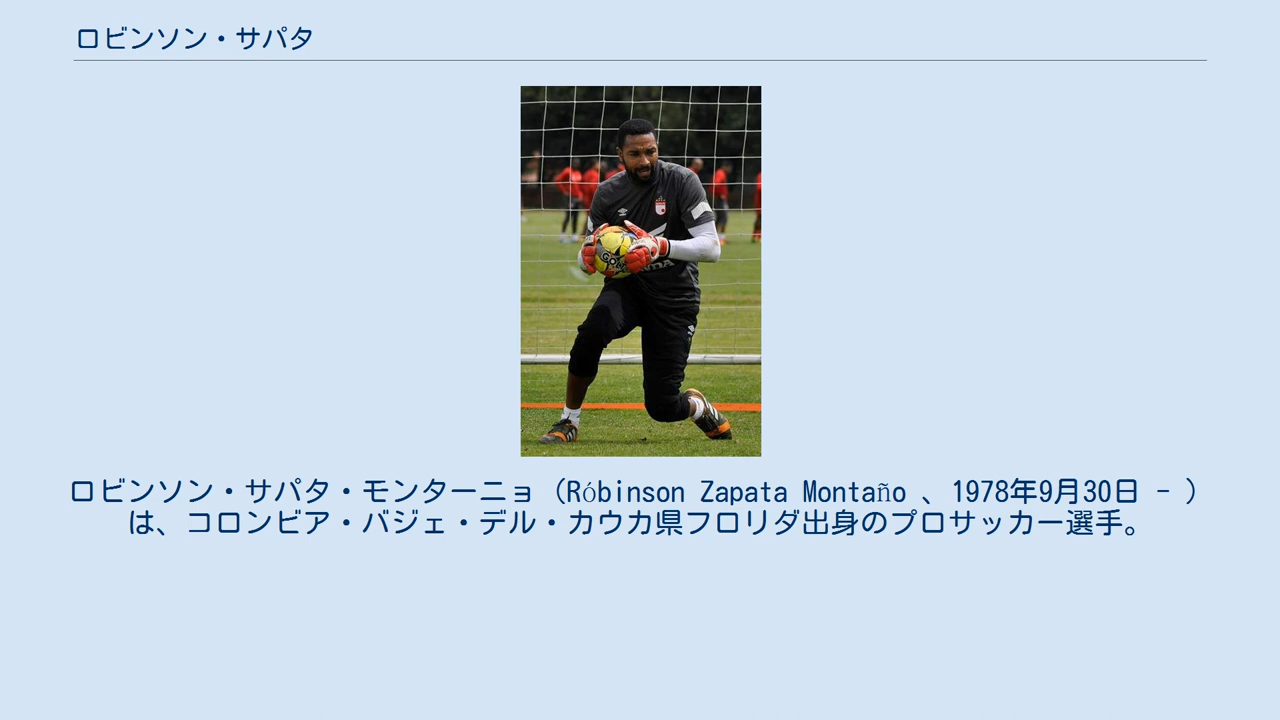 ロビンソン・サパタ
ロビンソン・サパタ・モンターニョ（Róbinson Zapata Montaño 、1978年9月30日 - ）
は、コロンビア・バジェ・デル・カウカ県フロリダ出身のプロサッカー選手。